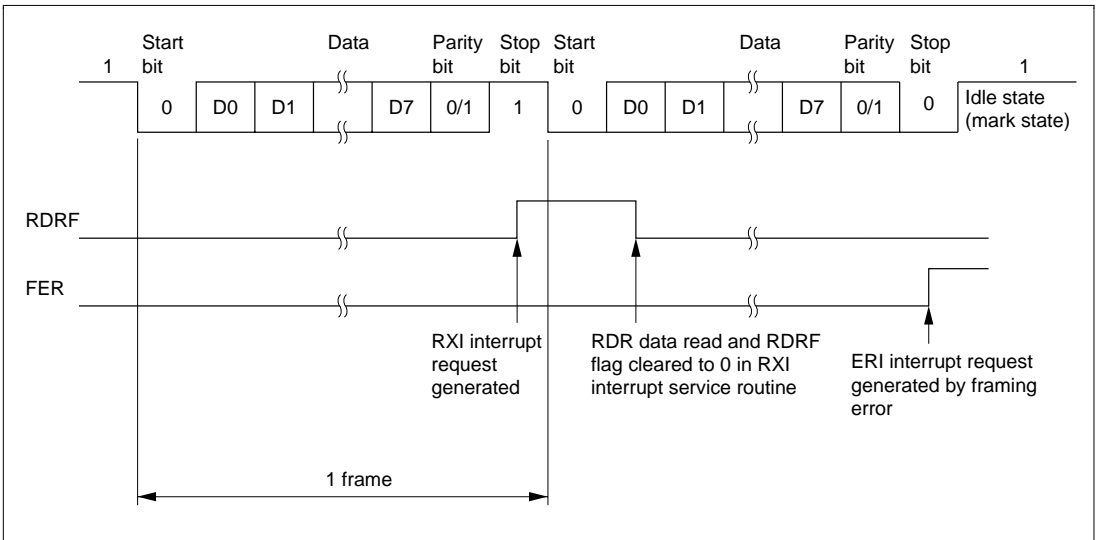 Start bit Data Parity bit Stop bit Start bit Data Parity bit Stop bit
1 1
0 D0 D1 D7 0/1 1 0 D0 D1 D7 0/1 0 Idle state (mark state)
RDRF
FER
RXI interrupt
request
generated
RDR data read and RDRF
flag cleared to 0 in RXI
interrupt service routine
ERI interrupt request
generated by framing
error
1 frame